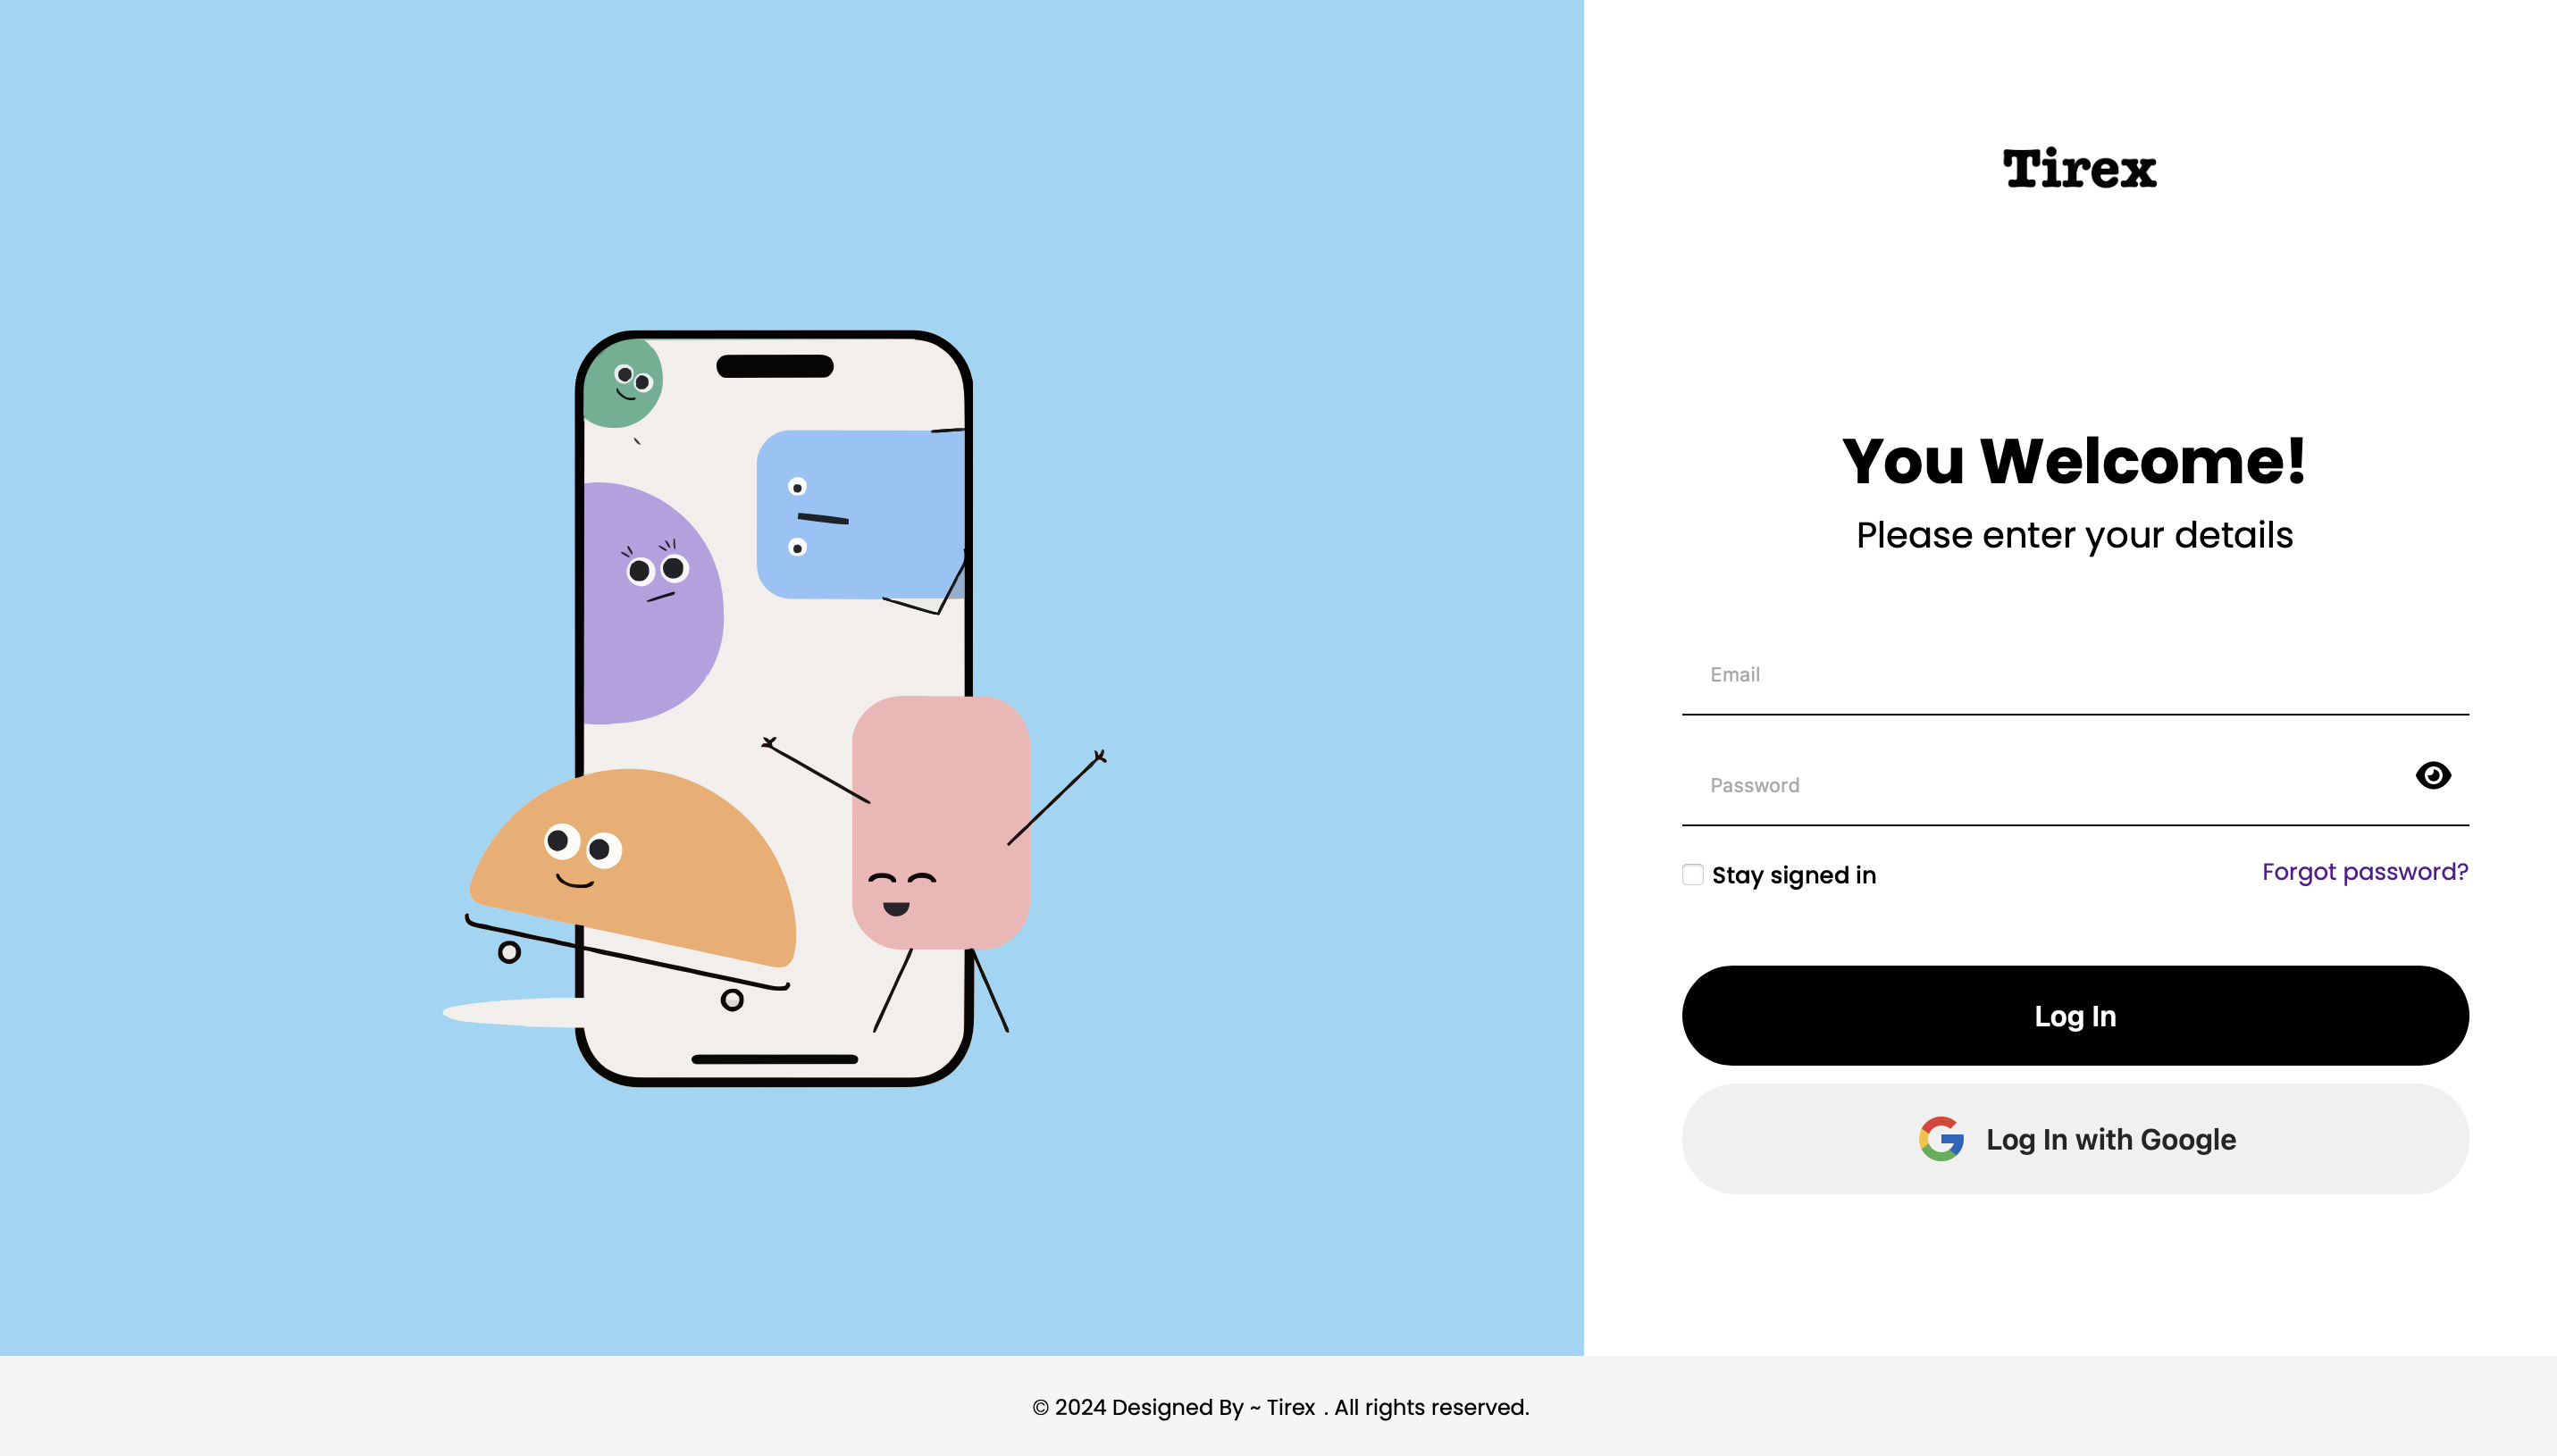 Tirex
You Welcome!
Please enter your details
Email
Password
Stay signed in
Forgot password?
Log In
Log In with Google
© 2024 Designed By ~ Tirex . All rights reserved.